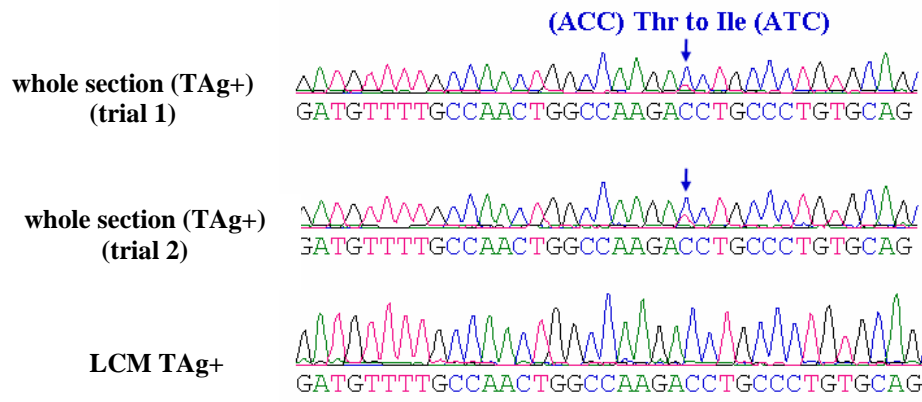 (ACC) Thr to Ile (ATC)
whole section (TAg+)
(trial 1)
GATGTTTTGCCAACTGGCCAAGACCTGCCCTGTGCAG
whole section (TAg+)
(trial 2)
GATGTTTTGCCAACTGGCCAAGACCTGCCCTGTGCAG
LCM TAg+
GATGTTTTGCCAACTGGCCAAGACCTGCCCTGTGCAG